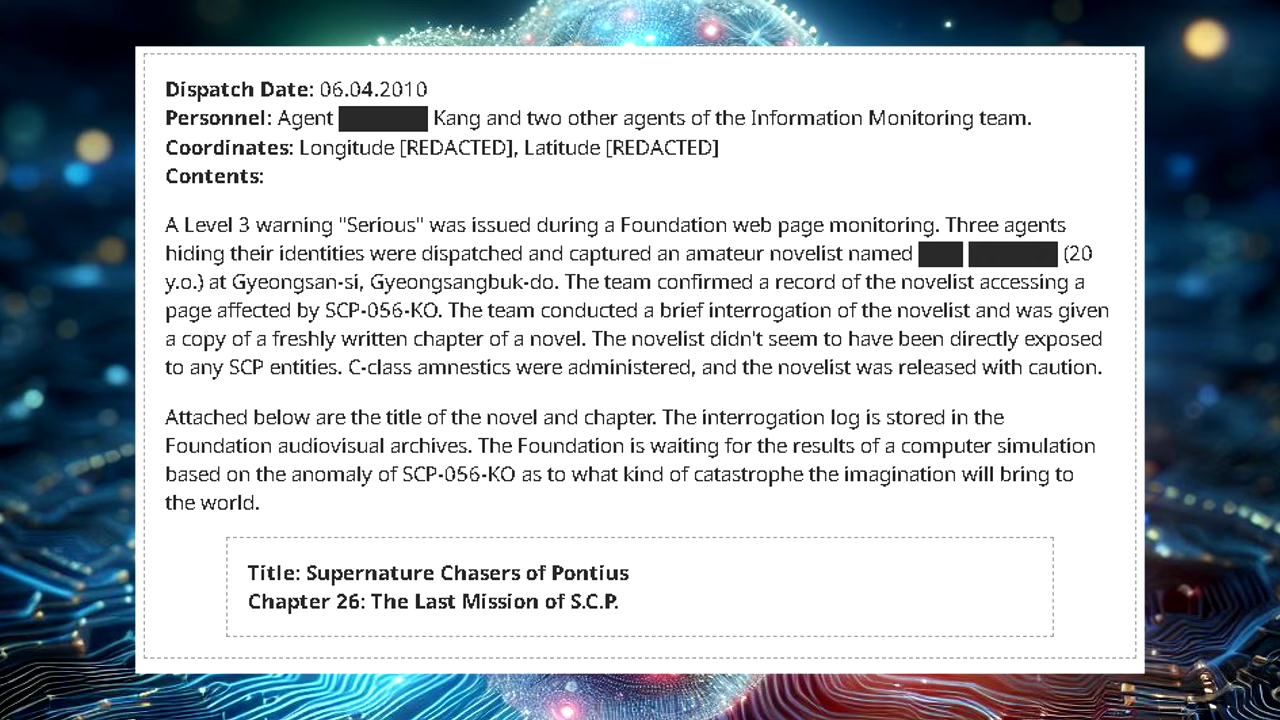 Dispatch Date: 06.04.2010
Personnel: Agent Kang and two other agents of the Information Monitoring team.
Coordinates: Longitude [REDACTED], Latitude [REDACTED]
Contents:
A Level 3 warning "Serious" was issued during a Foundation web page monitoring. Three agents
hiding their identities were dispatched and captured an amateur novelist named (20
y.o.) at Gyeongsan-si, Gyeongsangbuk-do. The team confirmed a record of the novelist accessing a
page affected by SCP-056-KO. The team conducted a brief interrogation of the novelist and was given
a copy of a freshly written chapter of a novel. The novelist didn't seem to have been directly exposed
to any SCP entities. C-class amnestics were administered, and the novelist was released with caution.
Attached below are the title of the novel and chapter. The interrogation log is stored in the
Foundation audiovisual archives. The Foundation is waiting for the results of a computer simulation
based on the anomaly of SCP-056-KO as to what kind of catastrophe the imagination will bring to
the world.
Title: Supernature Chasers of Pontius
Chapter 26: The Last Mission of S.C.P.